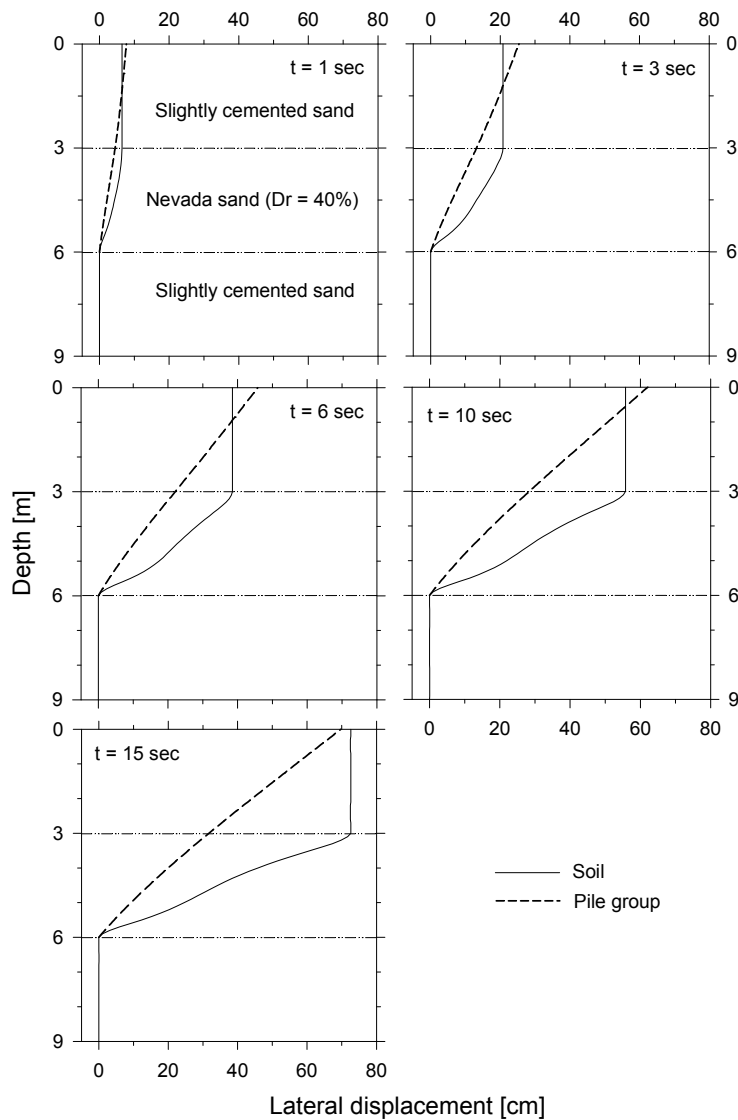 0 20 40 60 80
0 20 40 60 80
0
t = 1 sec
Slightly cemented sand
3
Nevada sand (Dr = 40%)
6
Slightly cemented sand
9
t = 3 sec
0
3
6
9
0
t = 6 sec
3
6
9
t = 10 sec
0
3
6
9
0 20 40 60 80
0
t = 15 sec
3
6
9
0 20 40 60 80
Depth [m]
Lateral displacement [cm]
Soil
Pile group